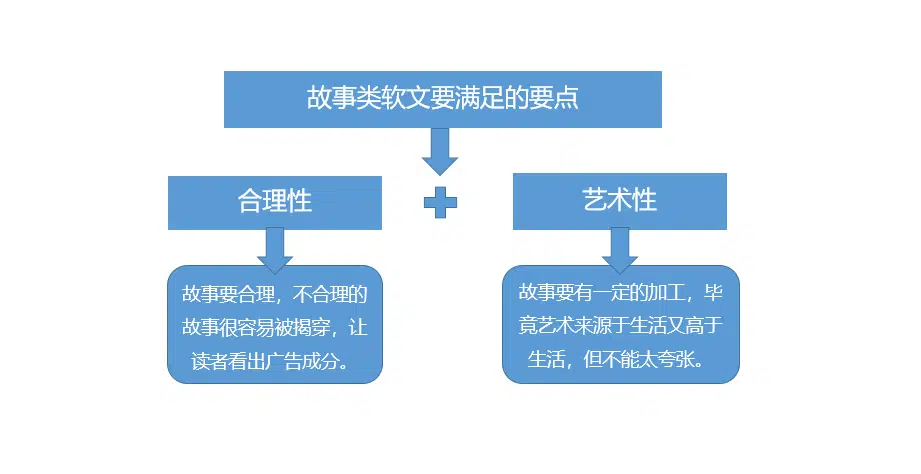 故事类软文要满足的要点
合理性
艺术性
故事要合理，不合理的
故事很容易被揭穿，让
读者看出广告成分。
故事要有一定的加工，毕
竟艺术来源于生活又高于
生活，但不能太夸张。